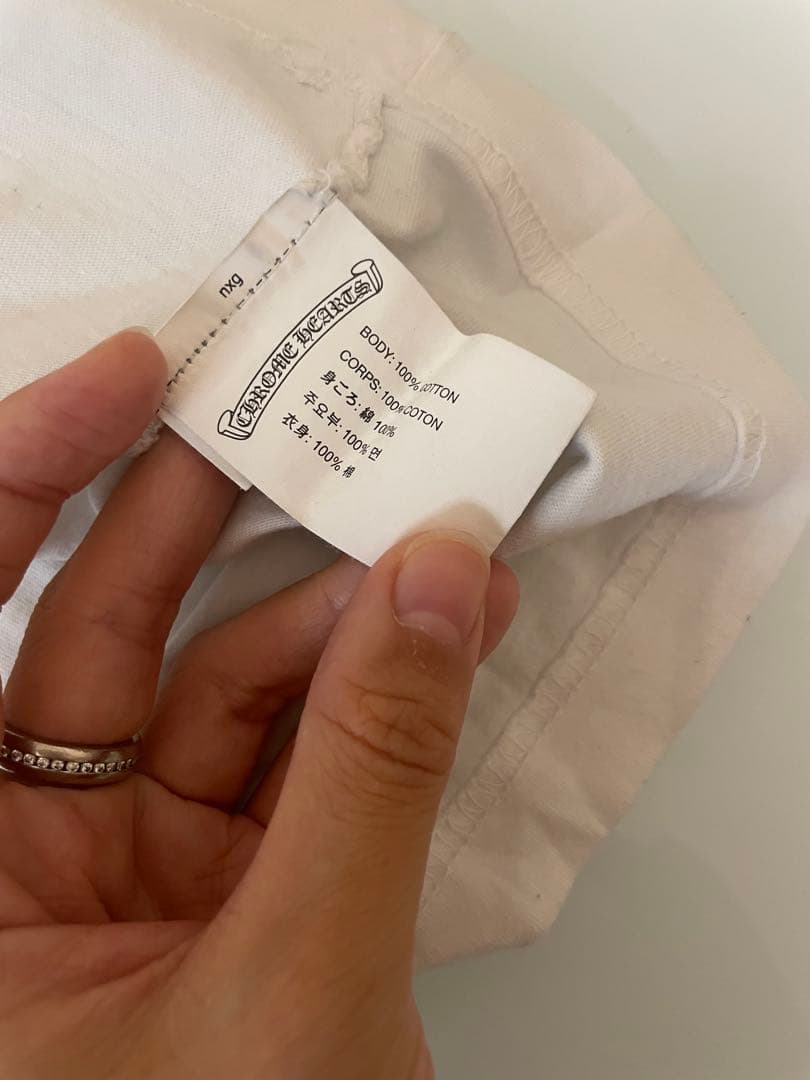 nxg
CHROME HEARTS
BODY: 100% COTTON
CORPS: 100% COTON
身ごろ: 綿 100%
주요부: 100% 면
衣身: 100% 棉